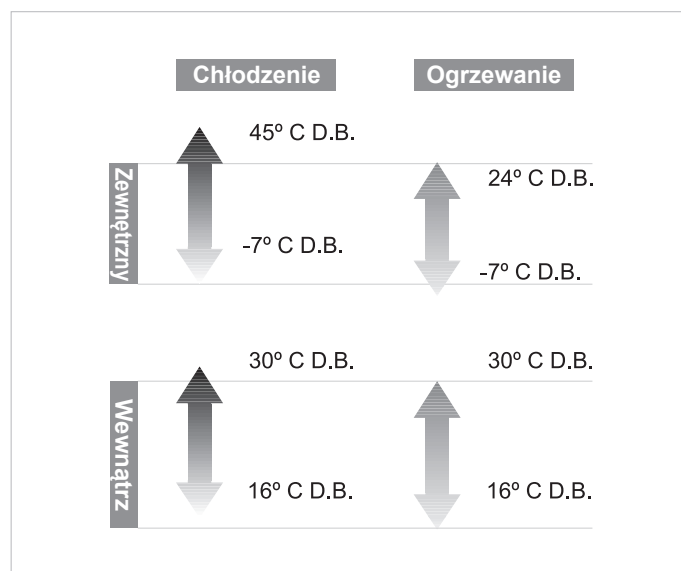 Chłodzenie
Ogrzewanie
Zewnętrzny
45º C D.B.
24º C D.B.
-7º C D.B.
-7º C D.B.
Wewnątrz
30º C D.B.
30º C D.B.
16º C D.B.
16º C D.B.